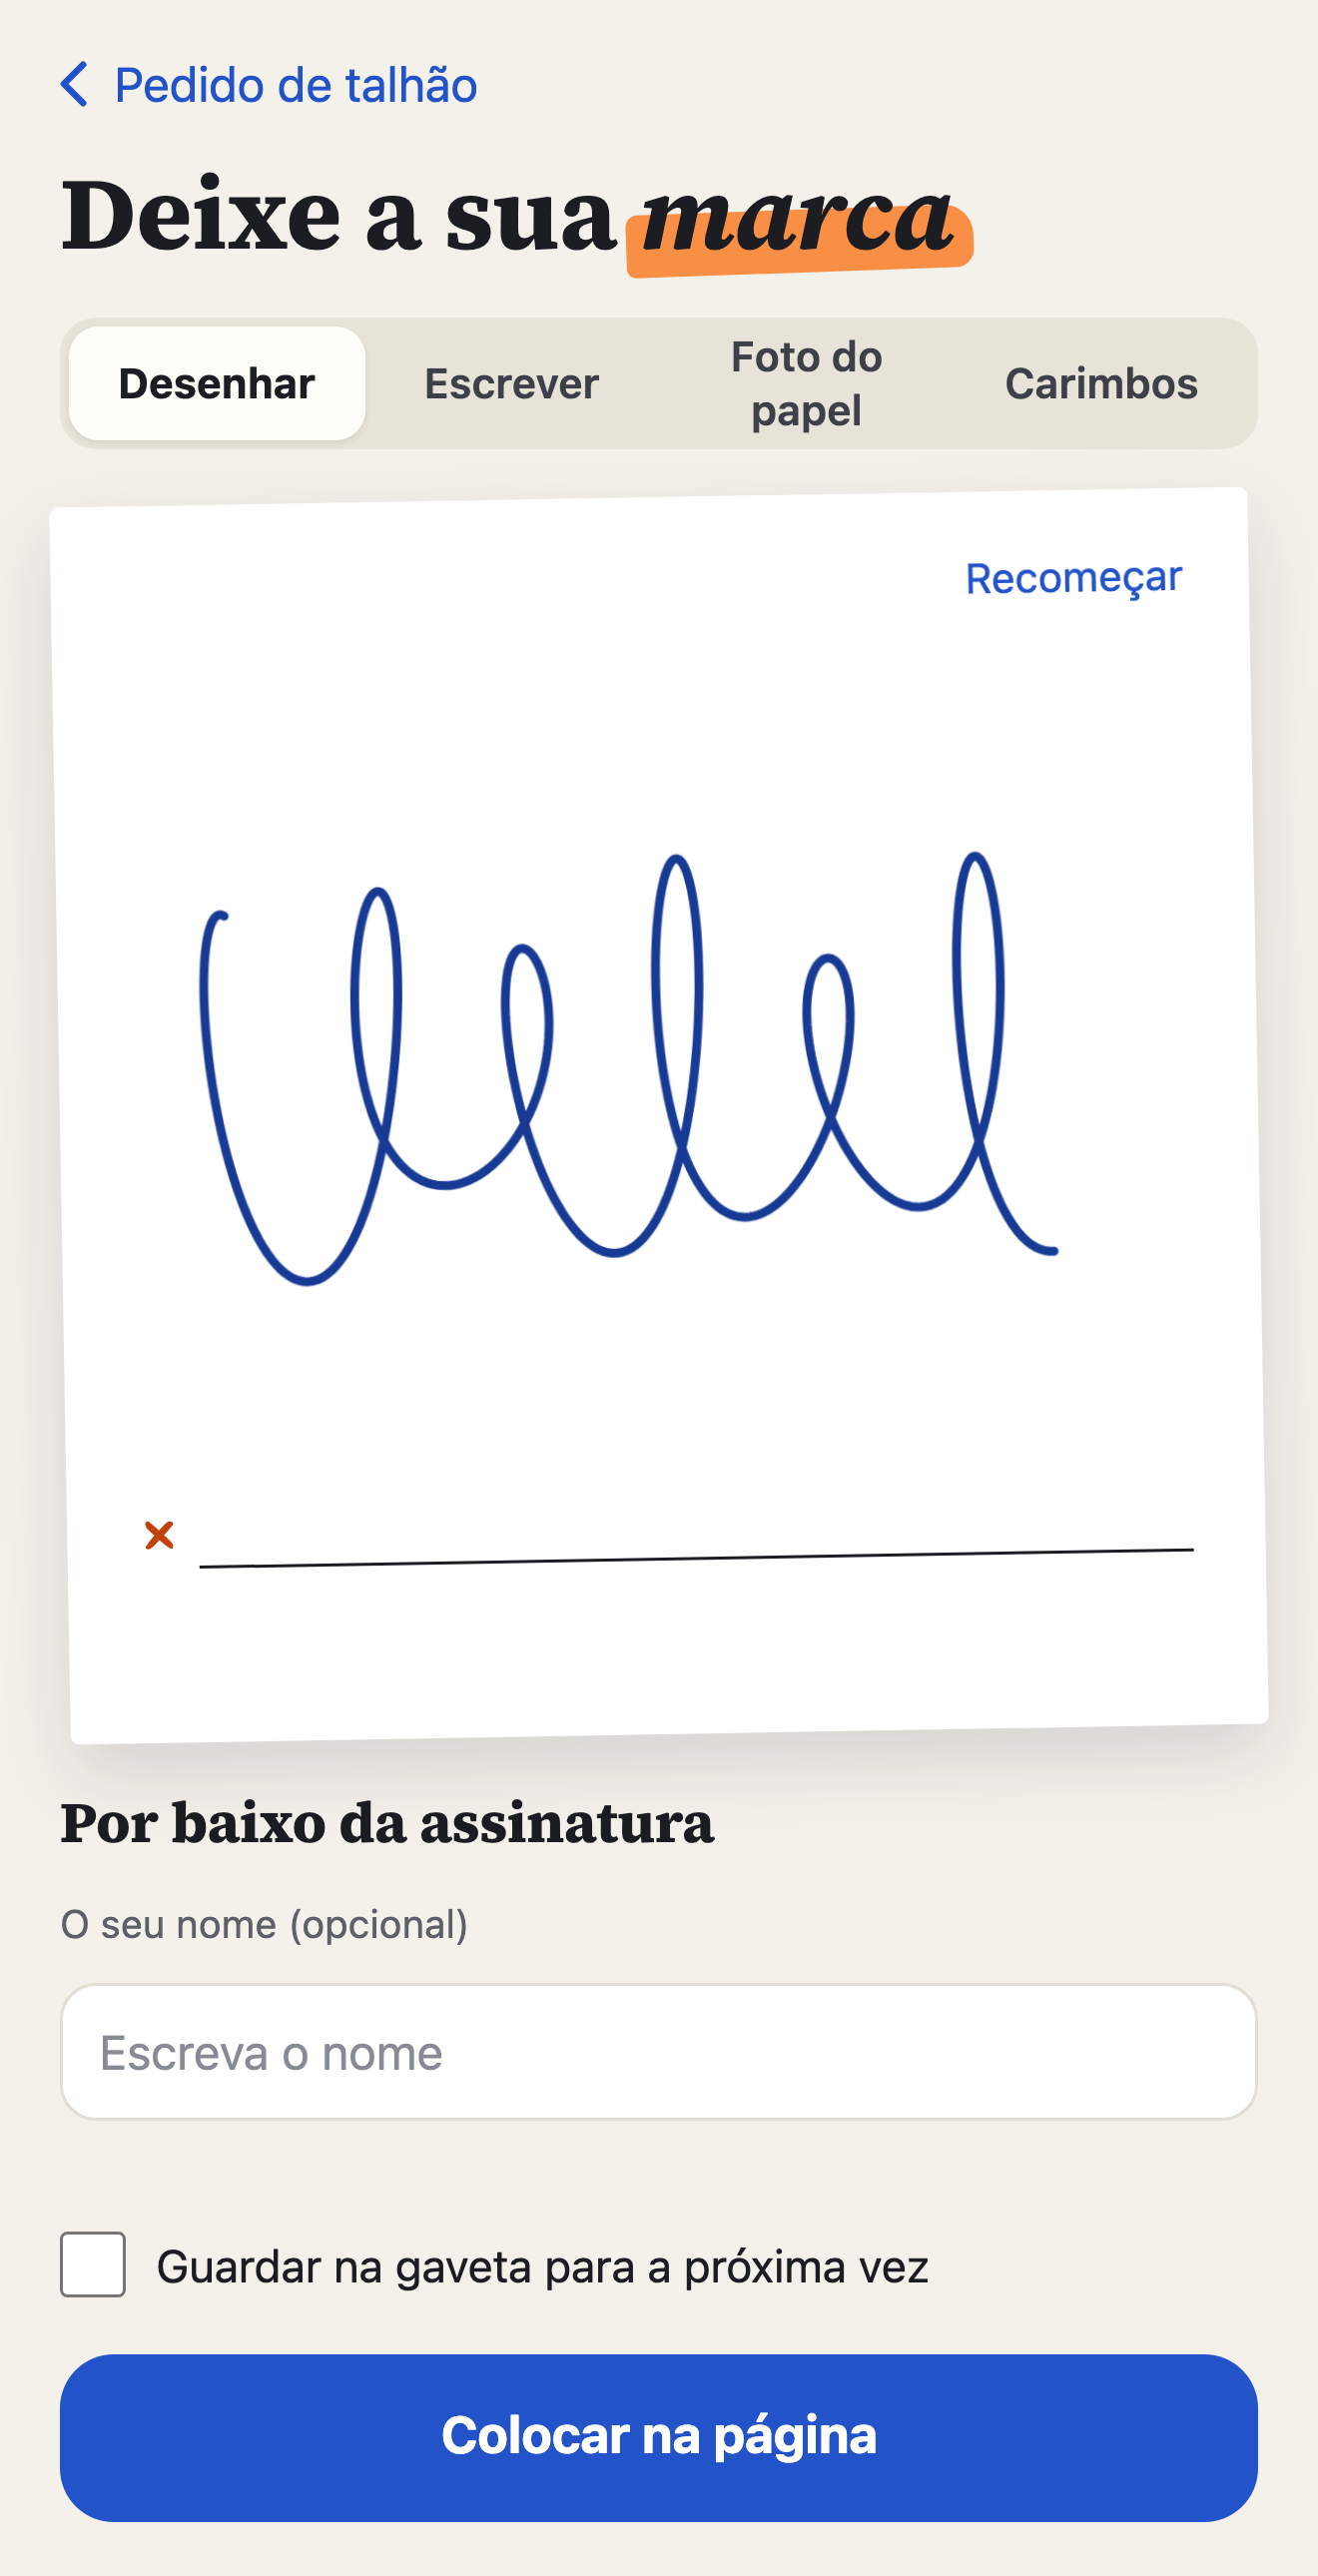 Pedido de talhão
Deixe a sua marca
Desenhar
Escrever
Foto do
papel
Carimbos
Recomeçar
Por baixo da assinatura
O seu nome (opcional)
Escreva o nome
Guardar na gaveta para a próxima vez
Colocar na página